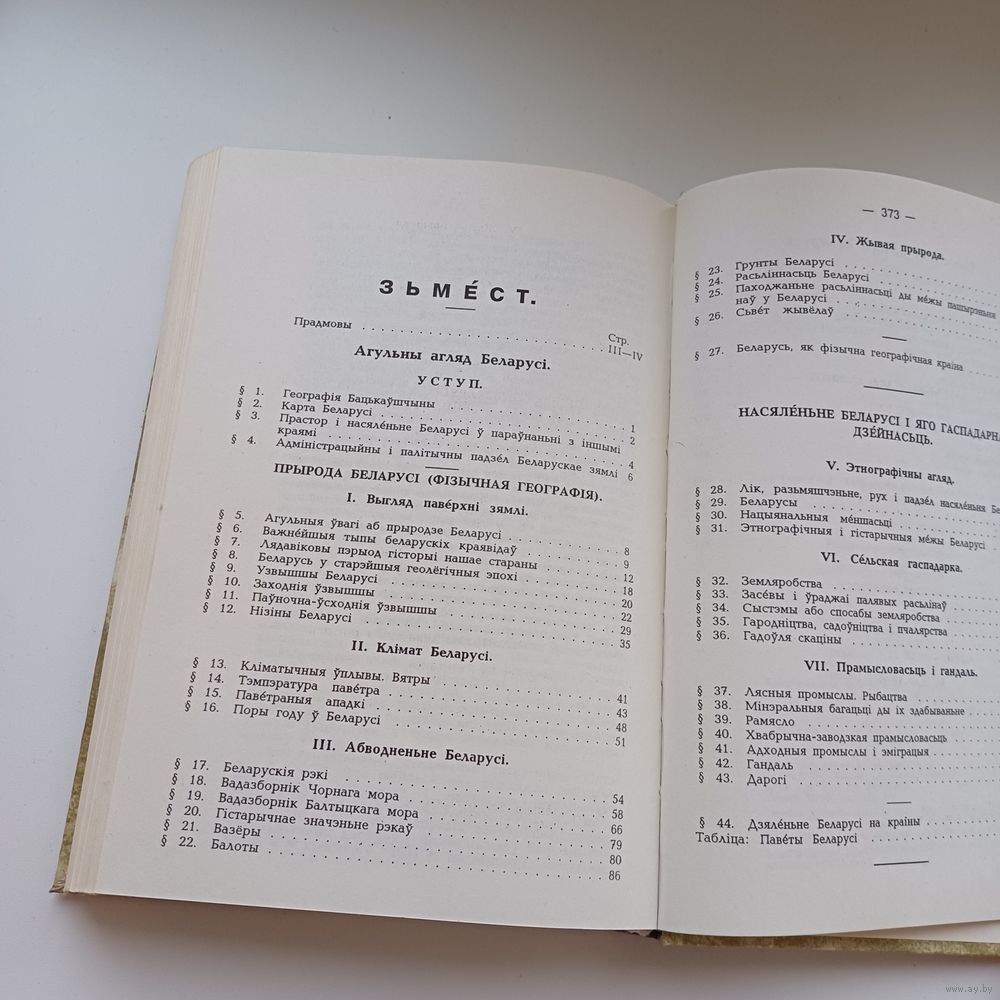 ЗЬМЕ́СТ.
Стр.
Прадмовы . . . . . . . . . . . . . . . . . . . . III—IV
Агульны агляд Беларусі.
УСТУП.
§ 1. Географія Бацькаўшчыны . . . . . . . . . . . . 1
§ 2. Карта Беларусі . . . . . . . . . . . . . . . . 2
§ 3. Прастор і насяле́ньне Беларусі ў параўнаньні з іншымі
краямі . . . . . . . . . . . . . . . . . . . . 4
§ 4. Адміністрацыйны і палітычны падзел Беларускае зямлі 6
ПРЫРОДА БЕЛАРУСІ (ФІЗЫЧНАЯ ГЕОГРАФІЯ).
I. Выгляд паве́рхні зямлі.
§ 5. Агульныя ўвагі аб прыродзе Беларусі . . . . . . . 8
§ 6. Важне́йшыя тыпы беларускіх краявідаў . . . . . . 9
§ 7. Лядавіковы пэрыод гісторыі нашае стараны . . . . . 12
§ 8. Беларусь у старэйшыя геолёгічныя эпохі . . . . . . 18
§ 9. Узвышшы Беларусі . . . . . . . . . . . . . . . 20
§ 10. Заходнія ўзвышшы . . . . . . . . . . . . . . . 22
§ 11. Паўночна-ўсходнія ўзвышшы . . . . . . . . . . . 29
§ 12. Нізіны Беларусі . . . . . . . . . . . . . . . . 35
II. Клімат Беларусі.
§ 13. Кліматычныя ўплывы. Вятры . . . . . . . . . . . 41
§ 14. Тэмпэратура паве́тра . . . . . . . . . . . . . . 43
§ 15. Паве́траныя ападкі . . . . . . . . . . . . . . . 48
§ 16. Поры году ў Беларусі . . . . . . . . . . . . . . 51
III. Абводненьне Беларусі.
§ 17. Беларускія рэкі . . . . . . . . . . . . . . . . 54
§ 18. Вадазборнік Чорнага мора . . . . . . . . . . . . 58
§ 19. Вадазборнік Балтыцкага мора . . . . . . . . . . . 66
§ 20. Гістарычнае значэньне рэкаў . . . . . . . . . . . 79
§ 21. Вазёры . . . . . . . . . . . . . . . . . . . . 80
§ 22. Балоты . . . . . . . . . . . . . . . . . . . . 86
— 373 —
IV. Жывая прырода.
§ 23. Грунты Беларусі . . . . . . . .
§ 24. Расьліннасьць Беларусі . . . . . .
§ 25. Паходжаньне расьліннасьці ды ме́жы пашырэньня
наў у Беларусі . . . . . . . .
§ 26. Сьве́т жывёлаў . . . . . . . .
§ 27. Беларусь, як фізычна географічная краіна . .
НАСЯЛЕ́НЬНЕ БЕЛАРУСІ І ЯГО ГАСПАДАРНА
ДЗЕ́ЙНАСЬЦЬ.
V. Этнографічны агляд.
§ 28. Лік, разьмяшчэньне, рух і падзе́л насяле́ньня Бе
§ 29. Беларусы . . . . . . . . . .
§ 30. Нацыянальныя ме́ншасьці . . . . . .
§ 31. Этнографічныя і гістарычныя ме́жы Беларусі . .
VI. Се́льская гаспадарка.
§ 32. Земляробства . . . . . . . . .
§ 33. Засе́вы і ўраджаі палявых расьлінаў . . . .
§ 34. Сыстэмы або способы земляробства . . . .
§ 35. Гародніцтва, садоўніцтва і пчалярства . . . .
§ 36. Гадоўля скаціны . . . . . . . .
VII. Прамысловасьць і гандаль.
§ 37. Лясныя промыслы. Рыбацтва . . . . .
§ 38. Мінэральныя багацьці ды іх здабываньне . . .
§ 39. Рамясло . . . . . . . . . .
§ 40. Хвабрычна-заводзкая прамысловасьць . . . .
§ 41. Адходныя промыслы і эміграцыя . . . . .
§ 42. Гандаль . . . . . . . . . .
§ 43. Дарогі . . . . . . . . . .
§ 44. Дзяле́ньне Беларусі на краіны . . . . .
Табліца: Паве́ты Беларусі . . . . . . .
www.ay.by